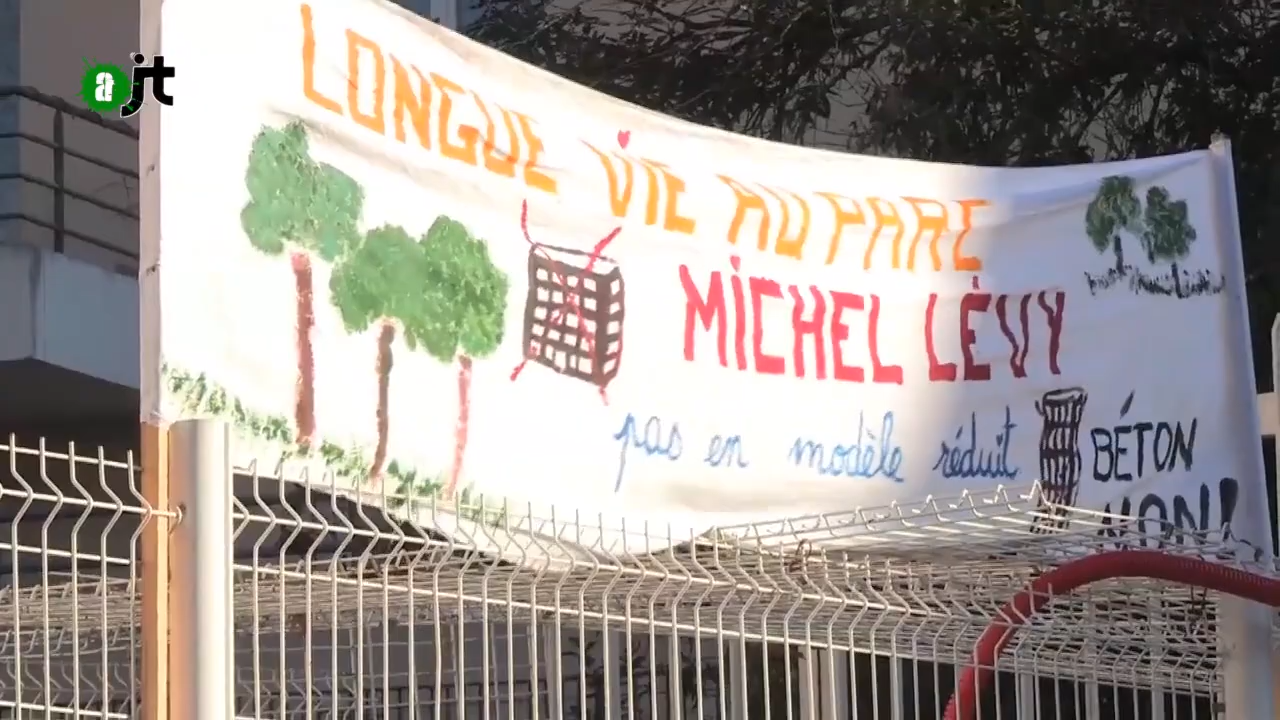 ajt
LONGUE VIE AU PARC
MICHEL LÉVY
pas en modèle réduit
BÉTON
NON!